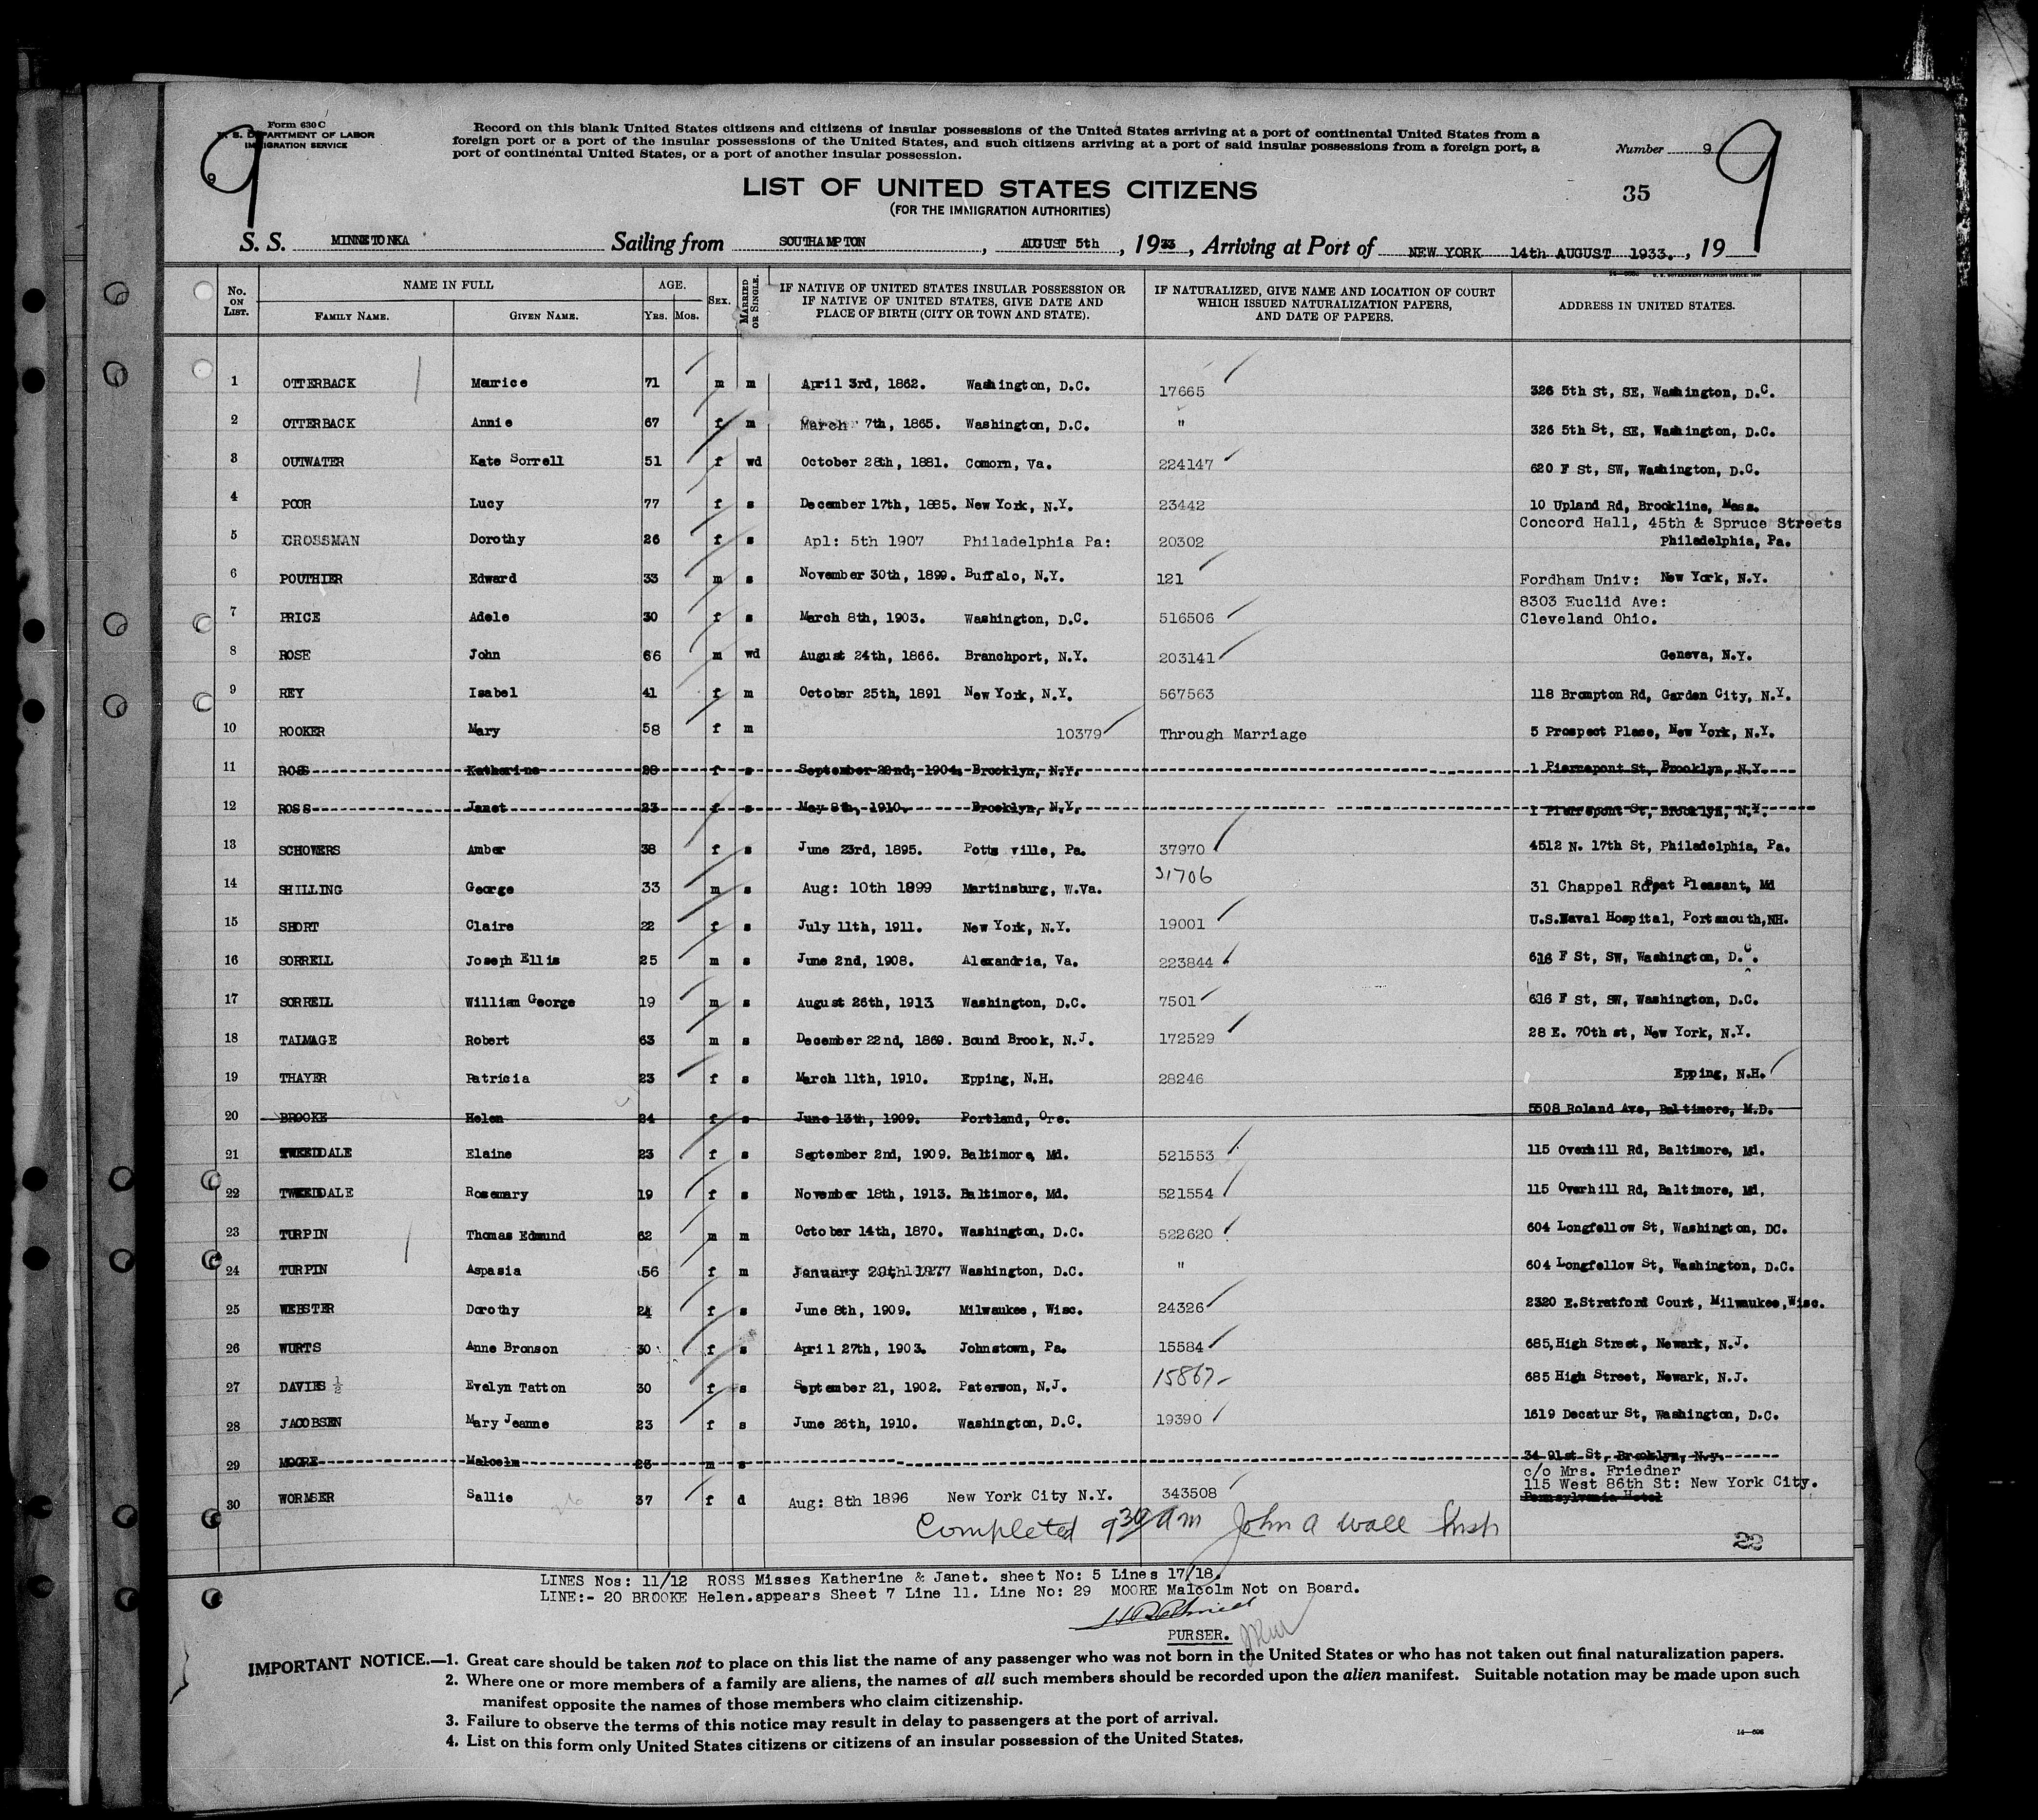 Form 630 C
U. S. DEPARTMENT OF LABOR
IMMIGRATION SERVICE
9
9
Record on this blank United States citizens and citizens of insular possessions of the United States arriving at a port of continental United States from a
foreign port or a port of the insular possessions of the United States, and such citizens arriving at a port of said insular possessions from a foreign port, a
port of continental United States, or a port of another insular possession.
Number 9
9
35
LIST OF UNITED STATES CITIZENS
(FOR THE IMMIGRATION AUTHORITIES)
S. S. MINNETONKA Sailing from SOUTHAMPTON, AUGUST 5th, 1933, Arriving at Port of NEW YORK 14th AUGUST 1933., 19
No. ON LIST. NAME IN FULL FAMILY NAME. GIVEN NAME. AGE. YRS. MOS. SEX. MARRIED OR SINGLE. IF NATIVE OF UNITED STATES INSULAR POSSESSION OR IF NATIVE OF UNITED STATES, GIVE DATE AND PLACE OF BIRTH (CITY OR TOWN AND STATE). IF NATURALIZED, GIVE NAME AND LOCATION OF COURT WHICH ISSUED NATURALIZATION PAPERS, AND DATE OF PAPERS. ADDRESS IN UNITED STATES.
1 OTTERBACK Maurice 71 m m April 3rd, 1862. Washington, D.C. 17665 326 5th St, SE, Washington, D.C.
2 OTTERBACK Annie 67 f m March 7th, 1865. Washington, D.C. " 326 5th St, SE, Washington, D.C.
3 OUTWATER Kate Sorrell 51 f wd October 28th, 1881. Comorn, Va. 224147 620 F St, SW, Washington, D.C.
4 POOR Lucy 77 f s December 17th, 1885. New York, N.Y. 23442 10 Upland Rd, Brookline, Mass.
5 CROSSMAN Dorothy 26 f s Apl: 5th 1907 Philadelphia Pa: 20302 Concord Hall, 45th & Spruce Streets
Philadelphia, Pa.
6 POUTHIER Edward 33 m s November 30th, 1899. Buffalo, N.Y. 121 Fordham Univ: New York, N.Y.
7 PRICE Adele 30 f s March 8th, 1903. Washington, D.C. 516506 8303 Euclid Ave:
Cleveland Ohio.
8 ROSE John 66 m wd August 24th, 1866. Branchport, N.Y. 203141 Geneva, N.Y.
9 REY Isabel 41 f m October 25th, 1891 New York, N.Y. 567563 118 Brompton Rd, Garden City, N.Y.
10 ROOKER Mary 58 f m 10379 Through Marriage 5 Prospect Place, New York, N.Y.
11 ROSS Katherine 28 f s September 22nd, 1904. Brooklyn, N.Y. 1 Pierrepont St, Brooklyn, N.Y.
12 ROSS Janet 23 f s May 8th, 1910. Brooklyn, N.Y. 1 Pierrepont St, Brooklyn, N.Y.
13 SCHOWERS Amber 38 f s June 23rd, 1895. Potts ville, Pa. 37970 4512 N. 17th St, Philadelphia, Pa.
14 SHILLING George 33 m s Aug: 10th 1899 Martinsburg, W.Va. 31706 31 Chappel Rd, Seat Pleasant, Md
15 SHORT Claire 22 f s July 11th, 1911. New York, N.Y. 19001 U.S.Naval Hospital, Portsmouth, NH.
16 SORRELL Joseph Ellis 25 m s June 2nd, 1908. Alexandria, Va. 223844 616 F St, SW, Washington, D.C.
17 SORRELL William George 19 m s August 26th, 1913 Washington, D.C. 7501 616 F St, SW, Washington, D.C.
18 TALMAGE Robert 63 m s December 22nd, 1869. Bound Brook, N.J. 172529 28 E. 70th st, New York, N.Y.
19 THAYER Patricia 23 f s March 11th, 1910. Epping, N.H. 28246 Epping, N.H.
20 BROOKE Helen 24 f s June 13th, 1909. Portland, Ore. 5508 Roland Ave, Baltimore, M.D.
21 TWEEDDALE Elaine 23 f s September 2nd, 1909. Baltimore, Md. 521553 115 Overhill Rd, Baltimore, Md.
22 TWEEDDALE Rosemary 19 f s November 18th, 1913. Baltimore, Md. 521554 115 Overhill Rd, Baltimore, Md.
23 TURPIN Thomas Edmund 62 m m October 14th, 1870. Washington, D.C. 522620 604 Longfellow St, Washington, DC.
24 TURPIN Aspasia 56 f m January 29th 1877 Washington, D.C. " 604 Longfellow St, Washington, D.C.
25 WEBSTER Dorothy 24 f s June 8th, 1909. Milwaukee, Wisc. 24326 2320 E.Stratford Court, Milwaukee, Wisc.
26 WURTS Anne Bronson 30 f s April 27th, 1903. Johnstown, Pa. 15584 685, High Street, Newark, N.J.
27 DAVIES ½ Evelyn Tatton 30 f s September 21, 1902. Paterson, N.J. 15867 685 High Street, Newark, N.J.
28 JACOBSEN Mary Jeanne 23 f s June 26th, 1910. Washington, D.C. 19390 1619 Decatur St, Washington, D.C.
29 MOORE Malcolm 23 m s 34 91st St, Brooklyn, N.y.
30 WORMSER Sallie 37 f d Aug: 8th 1896 New York City N.Y. 343508 c/o Mrs. Friedner
115 West 86th St: New York City.
Pennsylvania Hotel
Completed 9 30 am John A Wall Insp
22
LINES Nos: 11/12 ROSS Misses Katherine & Janet. sheet No: 5 Lines 17/18.
LINE:- 20 BROOKE Helen.appears Sheet 7 Line 11. Line No: 29 MOORE Malcolm Not on Board.
PURSER.
IMPORTANT NOTICE.—1. Great care should be taken not to place on this list the name of any passenger who was not born in the United States or who has not taken out final naturalization papers.
2. Where one or more members of a family are aliens, the names of all such members should be recorded upon the alien manifest. Suitable notation may be made upon such
manifest opposite the names of those members who claim citizenship.
3. Failure to observe the terms of this notice may result in delay to passengers at the port of arrival.
4. List on this form only United States citizens or citizens of an insular possession of the United States.
14—696